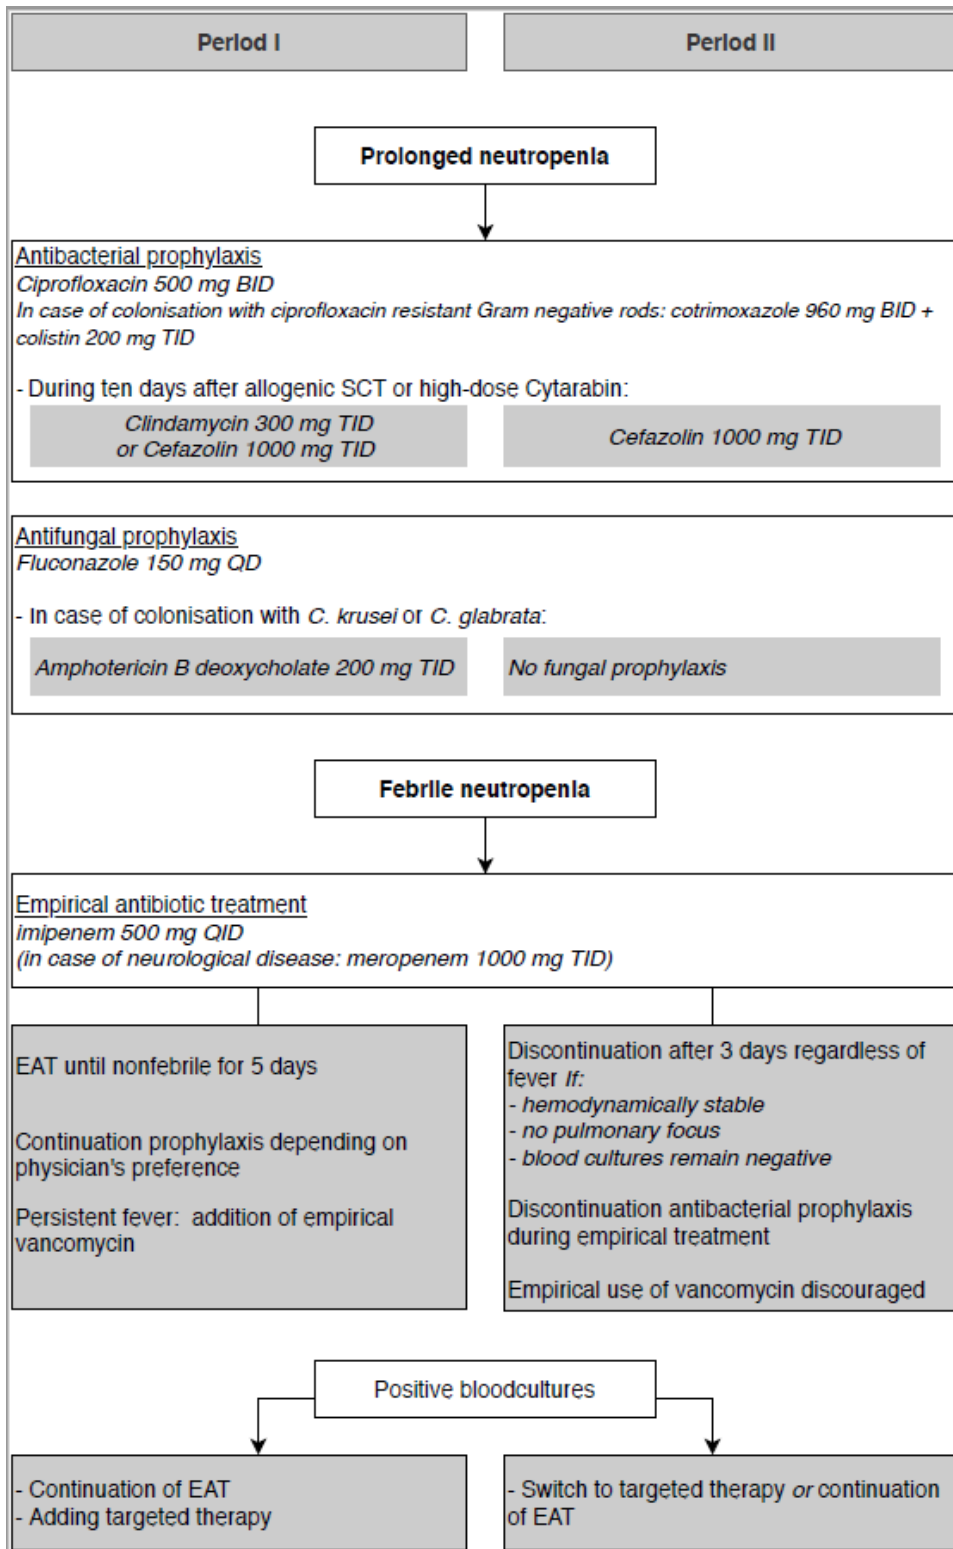 Period I
Period II
Prolonged neutropenia
Antibacterial prophylaxis
Ciprofloxacin 500 mg BID
In case of colonisation with ciprofloxacin resistant Gram negative rods: cotrimoxazole 960 mg BID +
colistin 200 mg TID
- During ten days after allogenic SCT or high-dose Cytarabin:
Clindamycin 300 mg TID
or Cefazolin 1000 mg TID
Cefazolin 1000 mg TID
Antifungal prophylaxis
Fluconazole 150 mg QD
- In case of colonisation with C. krusei or C. glabrata:
Amphotericin B deoxycholate 200 mg TID
No fungal prophylaxis
Febrile neutropenia
Empirical antibiotic treatment
imipenem 500 mg QID
(in case of neurological disease: meropenem 1000 mg TID)
EAT until nonfebrile for 5 days
Continuation prophylaxis depending on
physician's preference
Persistent fever: addition of empirical
vancomycin
Discontinuation after 3 days regardless of
fever If:
- hemodynamically stable
- no pulmonary focus
- blood cultures remain negative
Discontinuation antibacterial prophylaxis
during empirical treatment
Empirical use of vancomycin discouraged
Positive bloodcultures
- Continuation of EAT
- Adding targeted therapy
- Switch to targeted therapy or continuation
of EAT